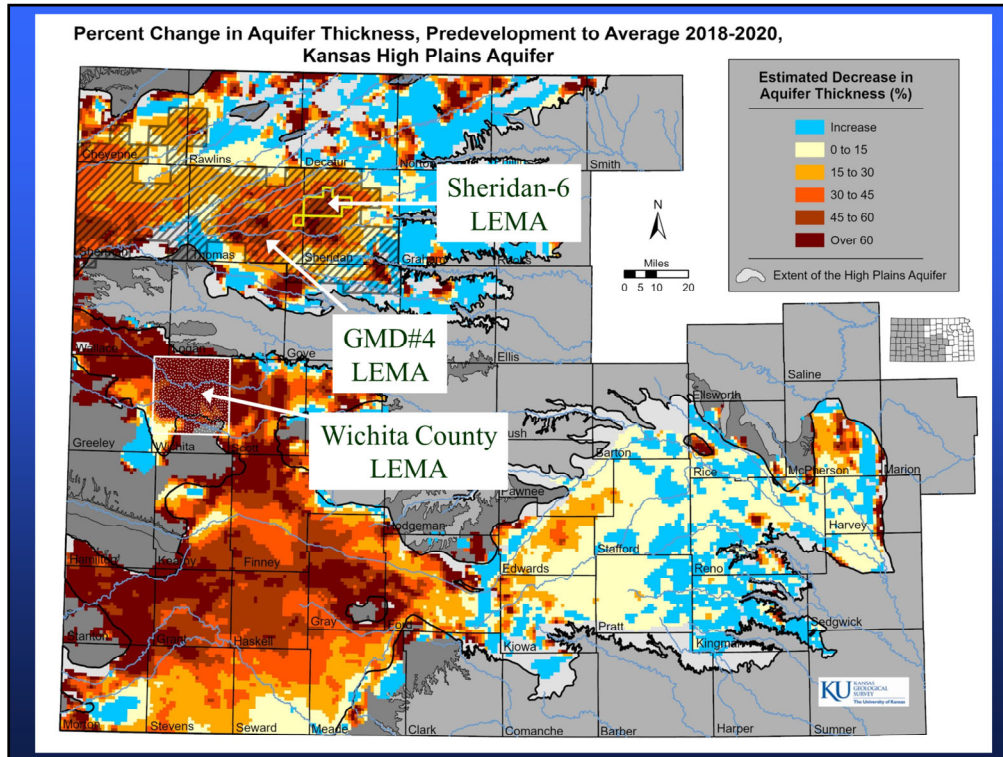 Percent Change in Aquifer Thickness, Predevelopment to Average 2018-2020,
Kansas High Plains Aquifer
Estimated Decrease in
Aquifer Thickness (%)
Increase
0 to 15
15 to 30
30 to 45
45 to 60
Over 60
Extent of the High Plains Aquifer
Cheyenne
Rawlins
Decatur
Norton
Smith
Sheridan-6
LEMA
N
Miles
0 5 10 20
Thomas
Sheridan
Graham
GMD#4
LEMA
Wallace
Logan
Gove
Ellis
Saline
Ellsworth
Wichita County
LEMA
Greeley
Wichita
Scott
Rush
Barton
Rice
McPherson
Marion
Pawnee
Hodgeman
Harvey
Stafford
Hamilton
Kearny
Finney
Edwards
Reno
Gray
Ford
Sedgwick
Stanton
Grant
Haskell
Pratt
Kiowa
Kingman
KU
KANSAS
GEOLOGICAL
SURVEY
The University of Kansas
Morton
Stevens
Seward
Meade
Clark
Comanche
Barber
Harper
Sumner